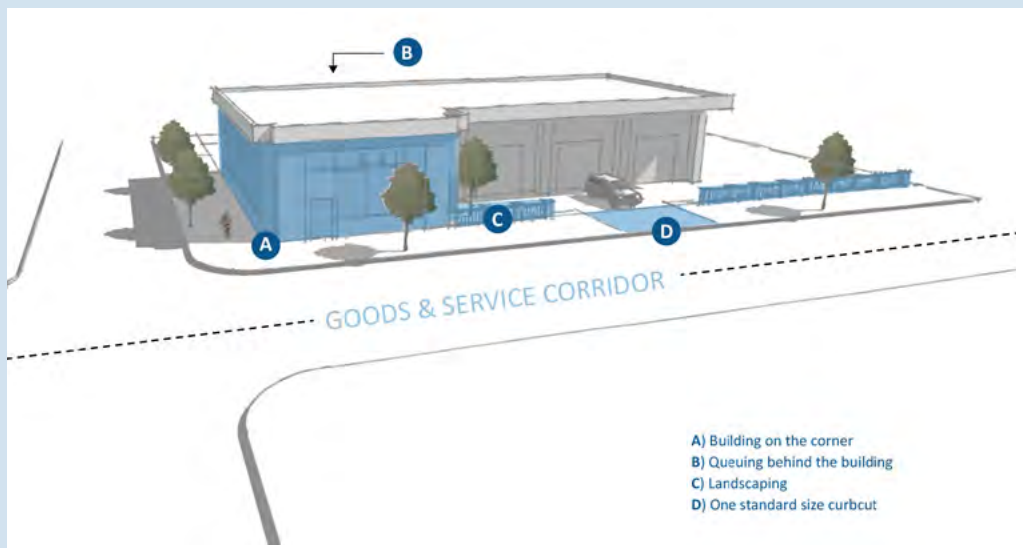 B
C
A
D
GOODS & SERVICE CORRIDOR
A) Building on the corner
B) Queuing behind the building
C) Landscaping
D) One standard size curbcut